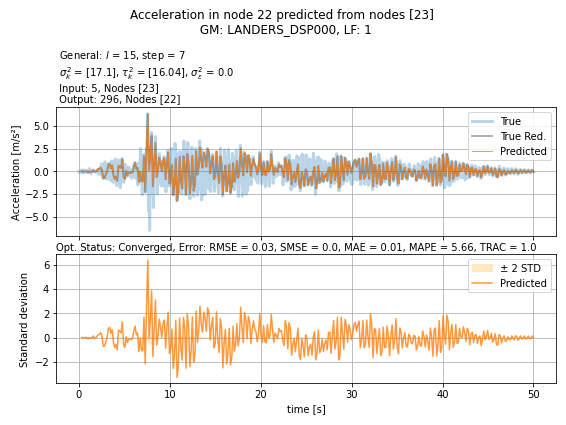 Acceleration in node 22 predicted from nodes [23]
GM: LANDERS_DSP000, LF: 1
General: l = 15, step = 7
σ²ₖ = [17.1], τ²ₖ = [16.04], σ²ε = 0.0
Input: 5, Nodes [23]
Output: 296, Nodes [22]
Acceleration [m/s²]
5.0
2.5
0.0
−2.5
−5.0
True
True Red.
Predicted
Opt. Status: Converged, Error: RMSE = 0.03, SMSE = 0.0, MAE = 0.01, MAPE = 5.66, TRAC = 1.0
Standard deviation
6
4
2
0
−2
± 2 STD
Predicted
0 10 20 30 40 50
time [s]